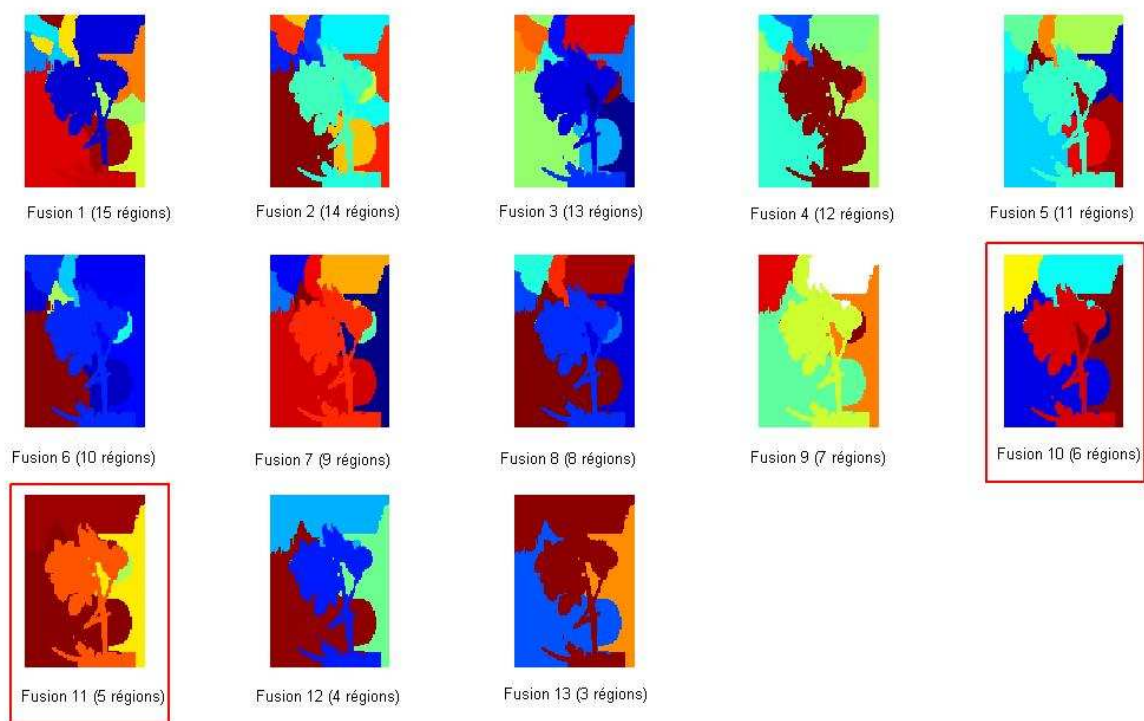 Fusion 1 (15 régions)
Fusion 2 (14 régions)
Fusion 3 (13 régions)
Fusion 4 (12 régions)
Fusion 5 (11 régions)
Fusion 6 (10 régions)
Fusion 7 (9 régions)
Fusion 8 (8 régions)
Fusion 9 (7 régions)
Fusion 10 (6 régions)
Fusion 11 (5 régions)
Fusion 12 (4 régions)
Fusion 13 (3 régions)